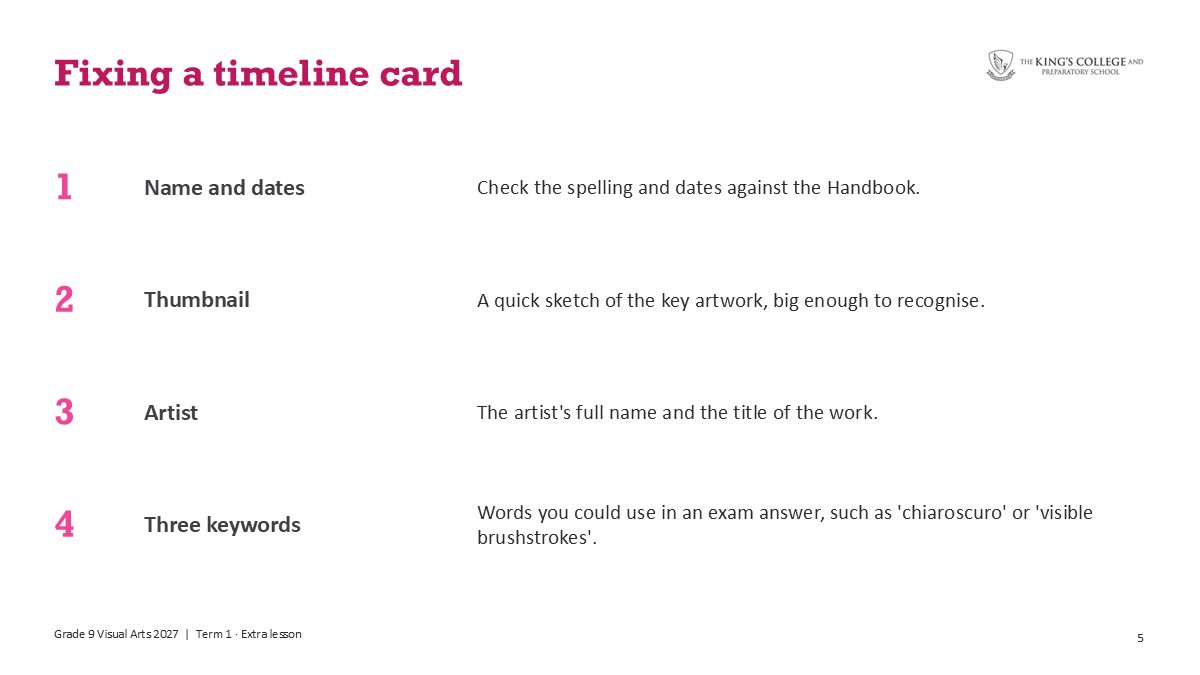 Fixing a timeline card
THE KING'S COLLEGE AND
PREPARATORY SCHOOL
1
Name and dates
Check the spelling and dates against the Handbook.
2
Thumbnail
A quick sketch of the key artwork, big enough to recognise.
3
Artist
The artist's full name and the title of the work.
4
Three keywords
Words you could use in an exam answer, such as 'chiaroscuro' or 'visible
brushstrokes'.
Grade 9 Visual Arts 2027 | Term 1 · Extra lesson
5